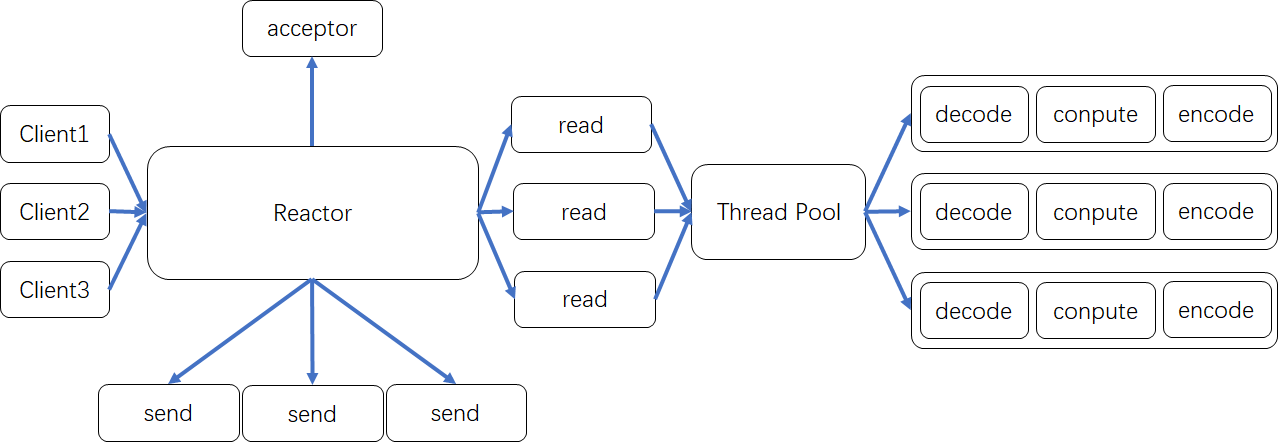 acceptor
Client1
Client2
Client3
Reactor
read
read
read
Thread Pool
decode conpute encode
decode conpute encode
decode conpute encode
send send send